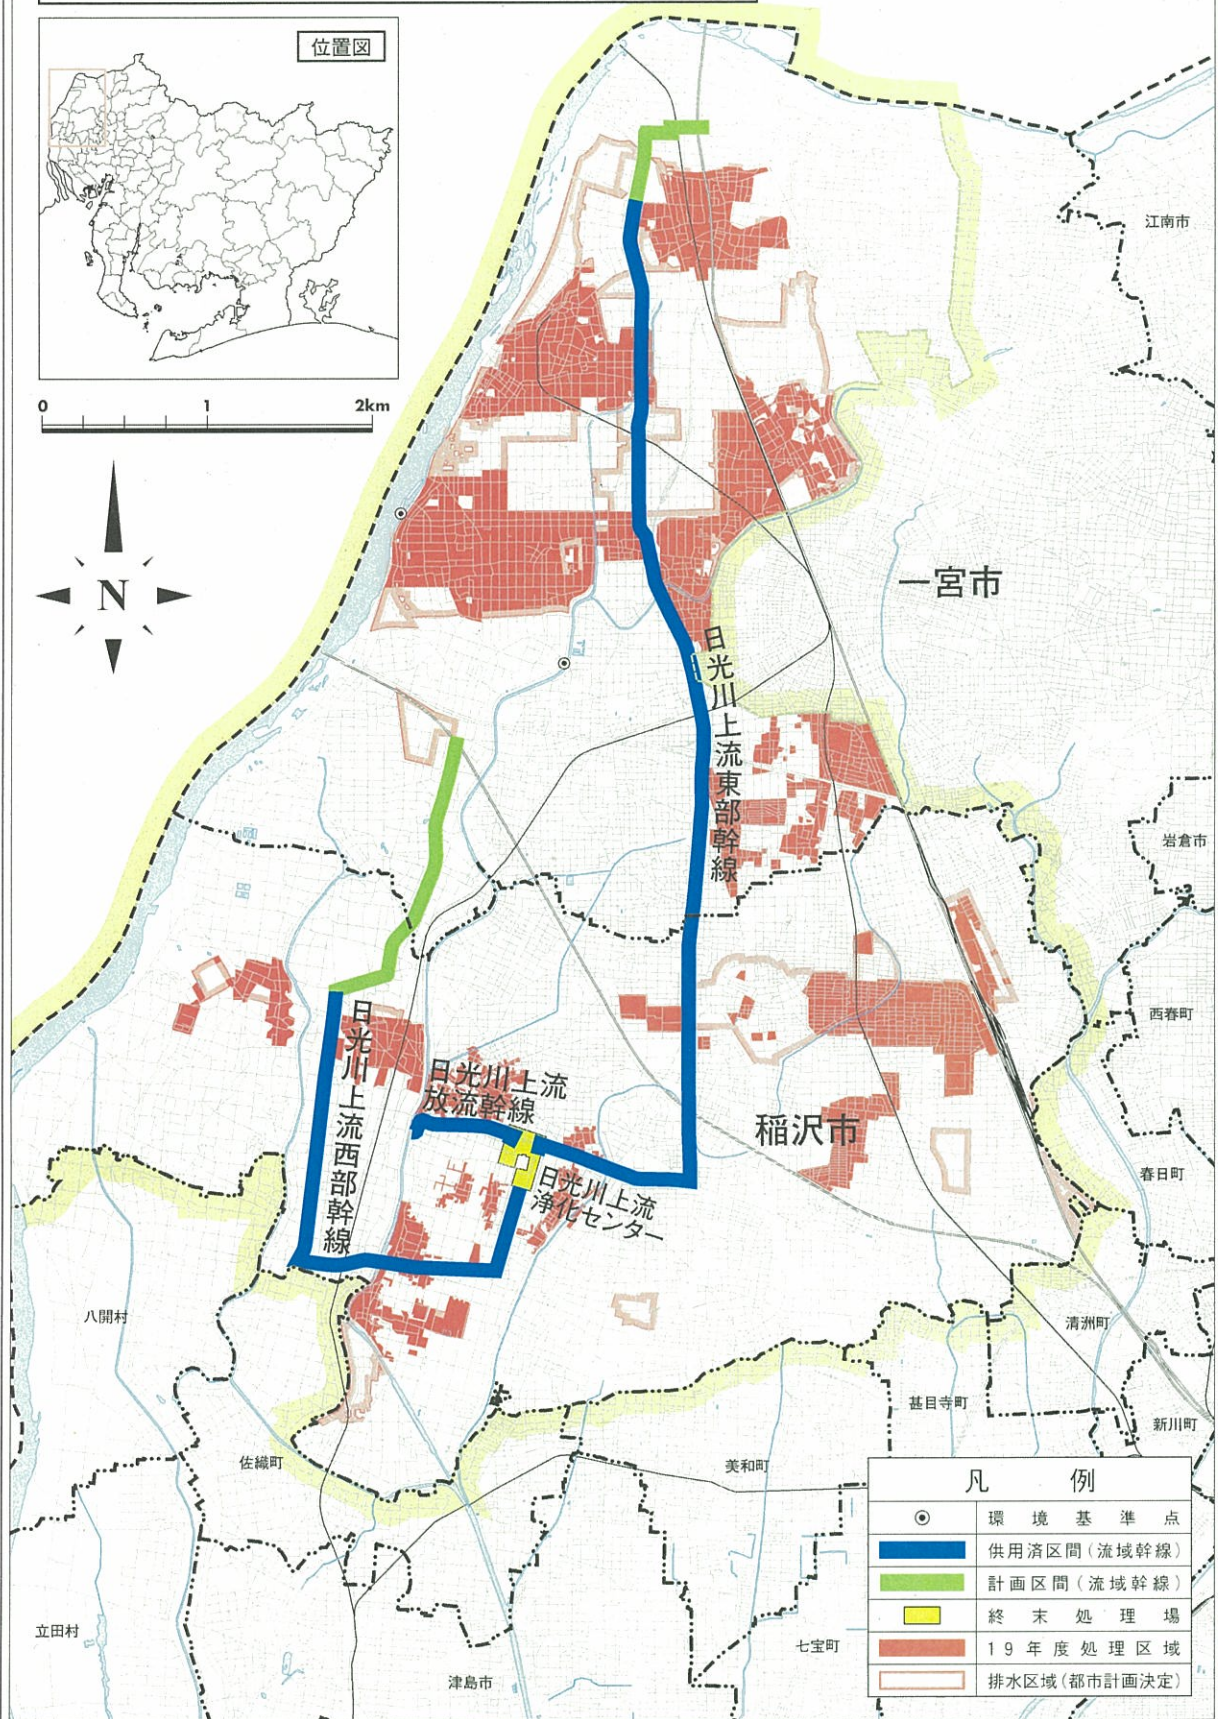 位置図
0 1 2km
N
江南市
一宮市
日光川上流東部幹線
岩倉市
西春町
日光川上流西部幹線
日光川上流
放流幹線
稲沢市
日光川上流
浄化センター
春日町
八開村
清洲町
甚目寺町
新川町
佐織町
美和町
立田村
津島市
七宝町
凡例
環境基準点
供用済区間(流域幹線)
計画区間(流域幹線)
終末処理場
19年度処理区域
排水区域(都市計画決定)